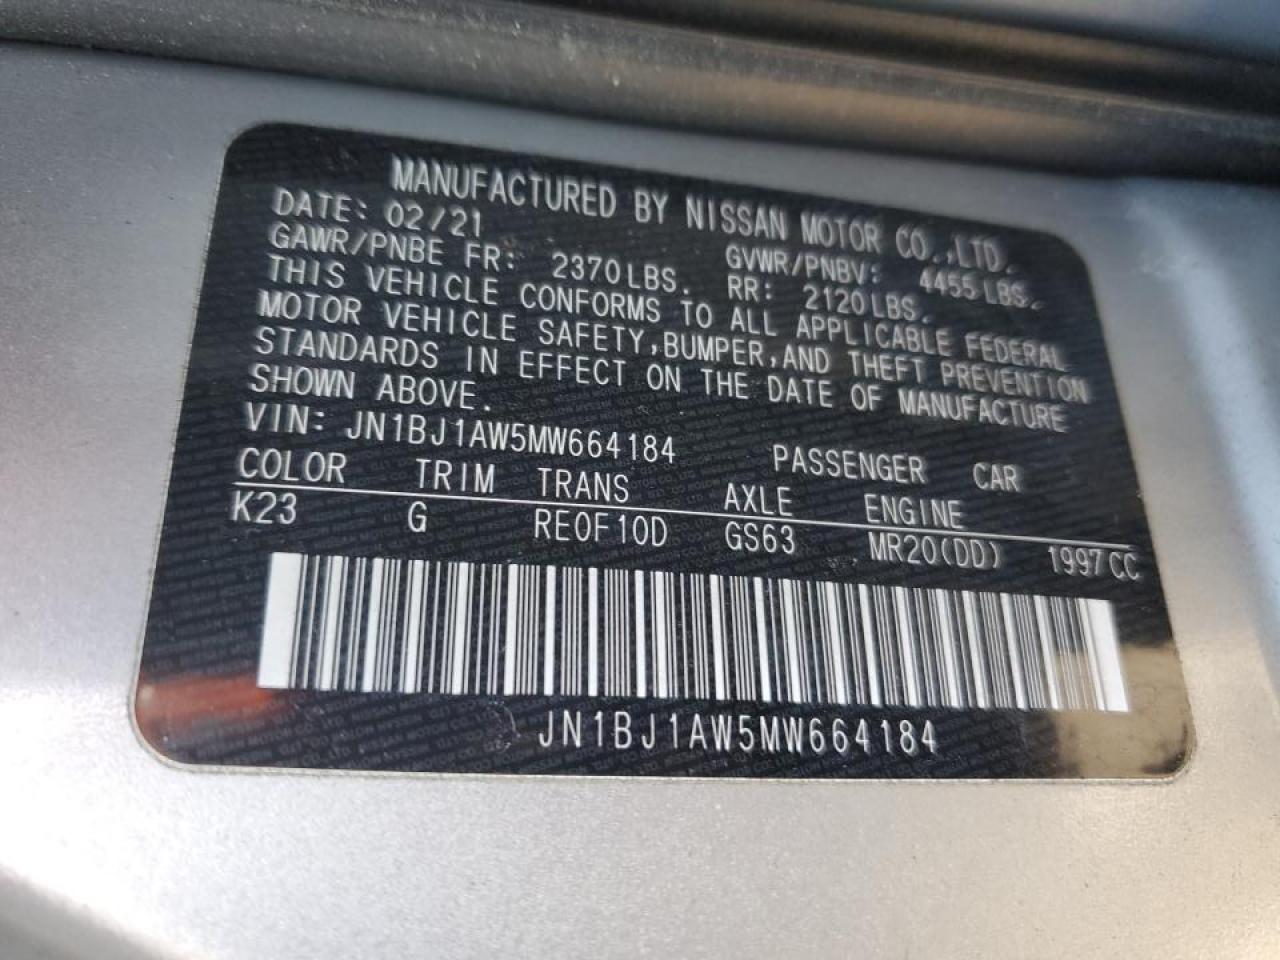 MANUFACTURED BY NISSAN MOTOR CO.,LTD.
DATE: 02/21 GVWR/PNBV: 4455LBS.
GAWR/PNBE FR: 2370LBS. RR: 2120LBS.
THIS VEHICLE CONFORMS TO ALL APPLICABLE FEDERAL
MOTOR VEHICLE SAFETY,BUMPER,AND THEFT PREVENTION
STANDARDS IN EFFECT ON THE DATE OF MANUFACTURE
SHOWN ABOVE.
VIN: JN1BJ1AW5MW664184 PASSENGER CAR
COLOR TRIM TRANS AXLE ENGINE
K23 G RE0F10D GS63 MR20(DD) 1997CC
JN1BJ1AW5MW664184